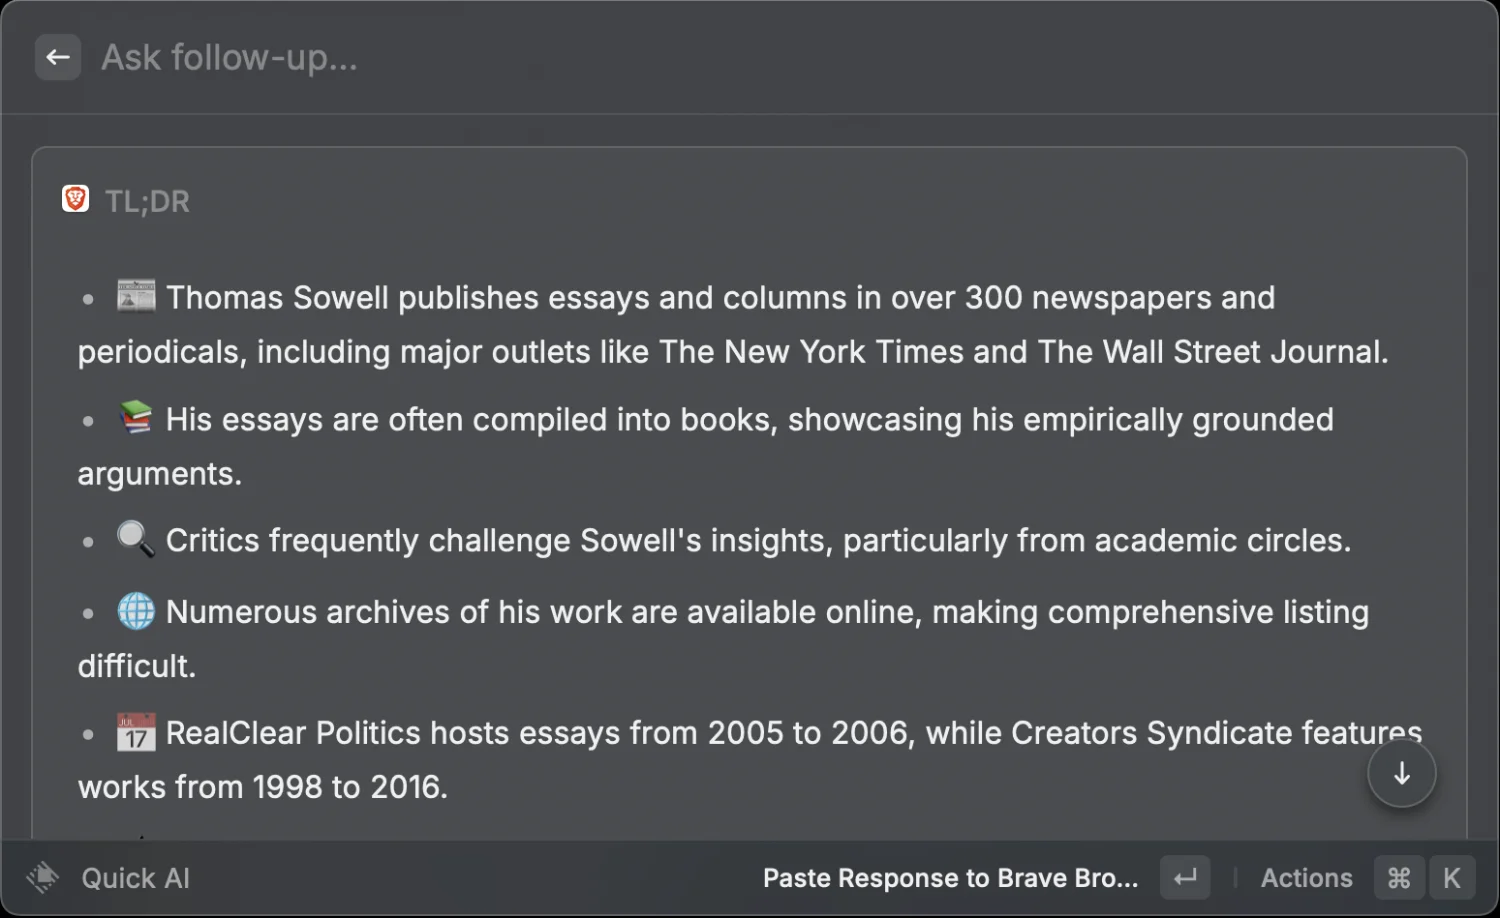 Ask follow-up...
TL;DR
• 📰 Thomas Sowell publishes essays and columns in over 300 newspapers and
periodicals, including major outlets like The New York Times and The Wall Street Journal.
• 📚 His essays are often compiled into books, showcasing his empirically grounded
arguments.
• 🔍 Critics frequently challenge Sowell's insights, particularly from academic circles.
• 🌐 Numerous archives of his work are available online, making comprehensive listing
difficult.
• 📅 RealClear Politics hosts essays from 2005 to 2006, while Creators Syndicate features
works from 1998 to 2016.
Quick AI
Paste Response to Brave Bro... ↵ | Actions ⌘ K